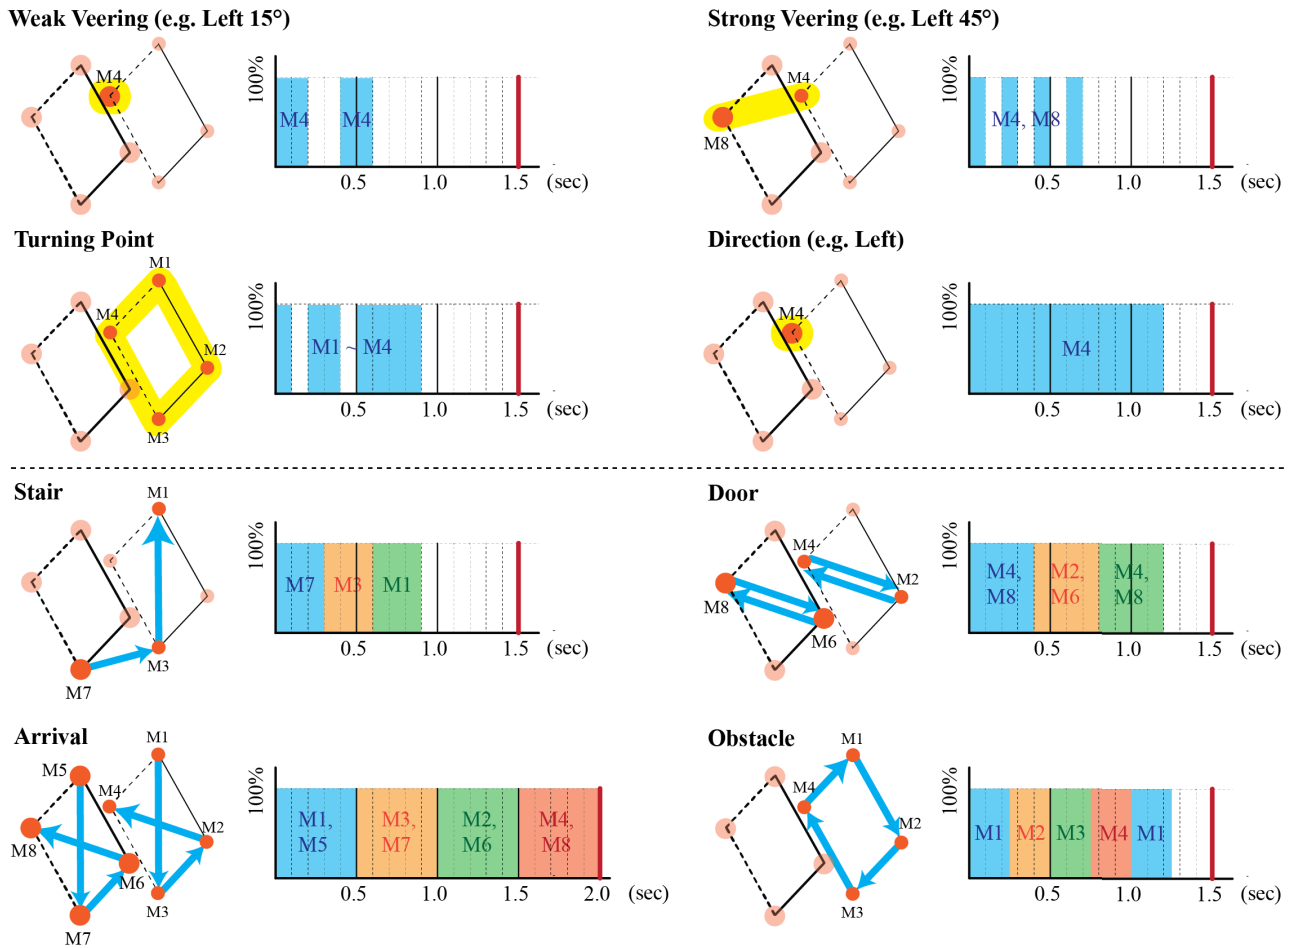 Weak Veering (e.g. Left 15°)
M4
100%
M4 M4
0.5 1.0 1.5 (sec)
Strong Veering (e.g. Left 45°)
M4
M8
100%
M4, M8
0.5 1.0 1.5 (sec)
Turning Point
M1
M4
M2
M3
100%
M1 ~ M4
0.5 1.0 1.5 (sec)
Direction (e.g. Left)
M4
100%
M4
0.5 1.0 1.5 (sec)
Stair
M1
M3
M7
100%
M7 M3 M1
0.5 1.0 1.5 (sec)
Door
M4
M2
M8
M6
100%
M4, M2, M4,
M8 M6 M8
0.5 1.0 1.5 (sec)
Arrival
M1
M5
M4
M2
M8
M6
M3
M7
100%
M1, M3, M2, M4,
M5 M7 M6 M8
0.5 1.0 1.5 2.0 (sec)
Obstacle
M1
M4
M2
M3
100%
M1 M2 M3 M4 M1
0.5 1.0 1.5 (sec)